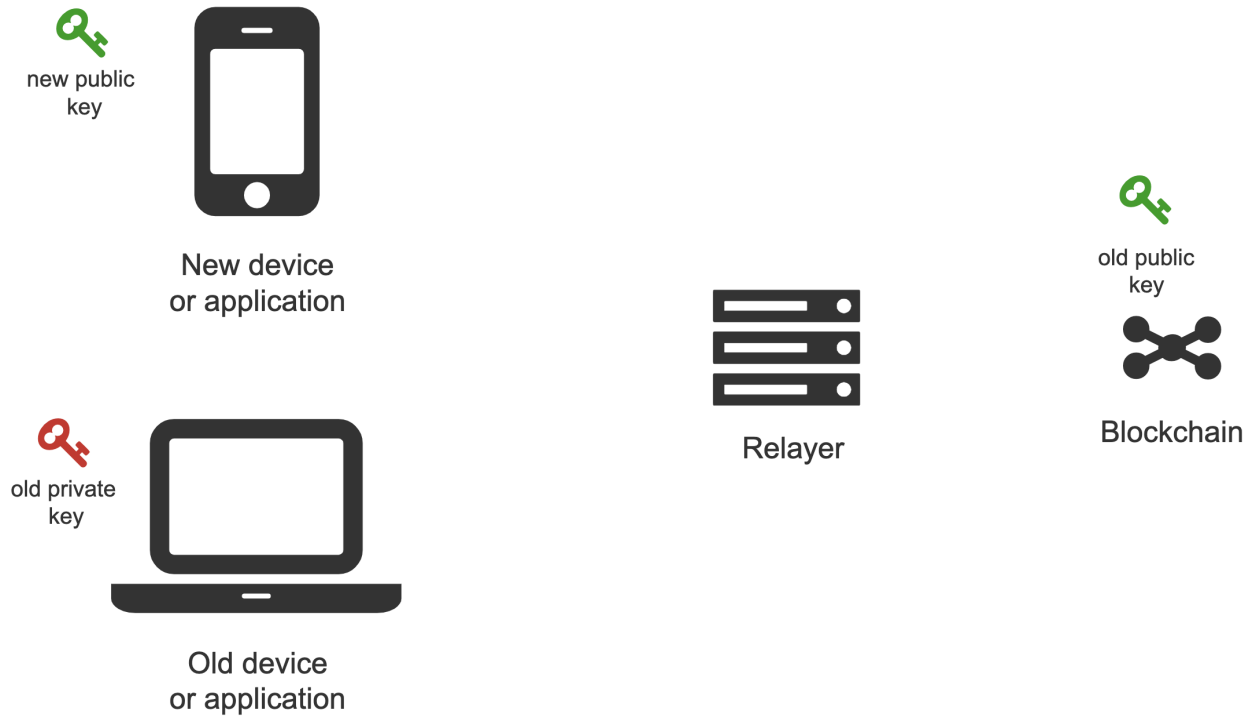 new public
key
New device
or application
old private
key
Old device
or application
Relayer
old public
key
Blockchain